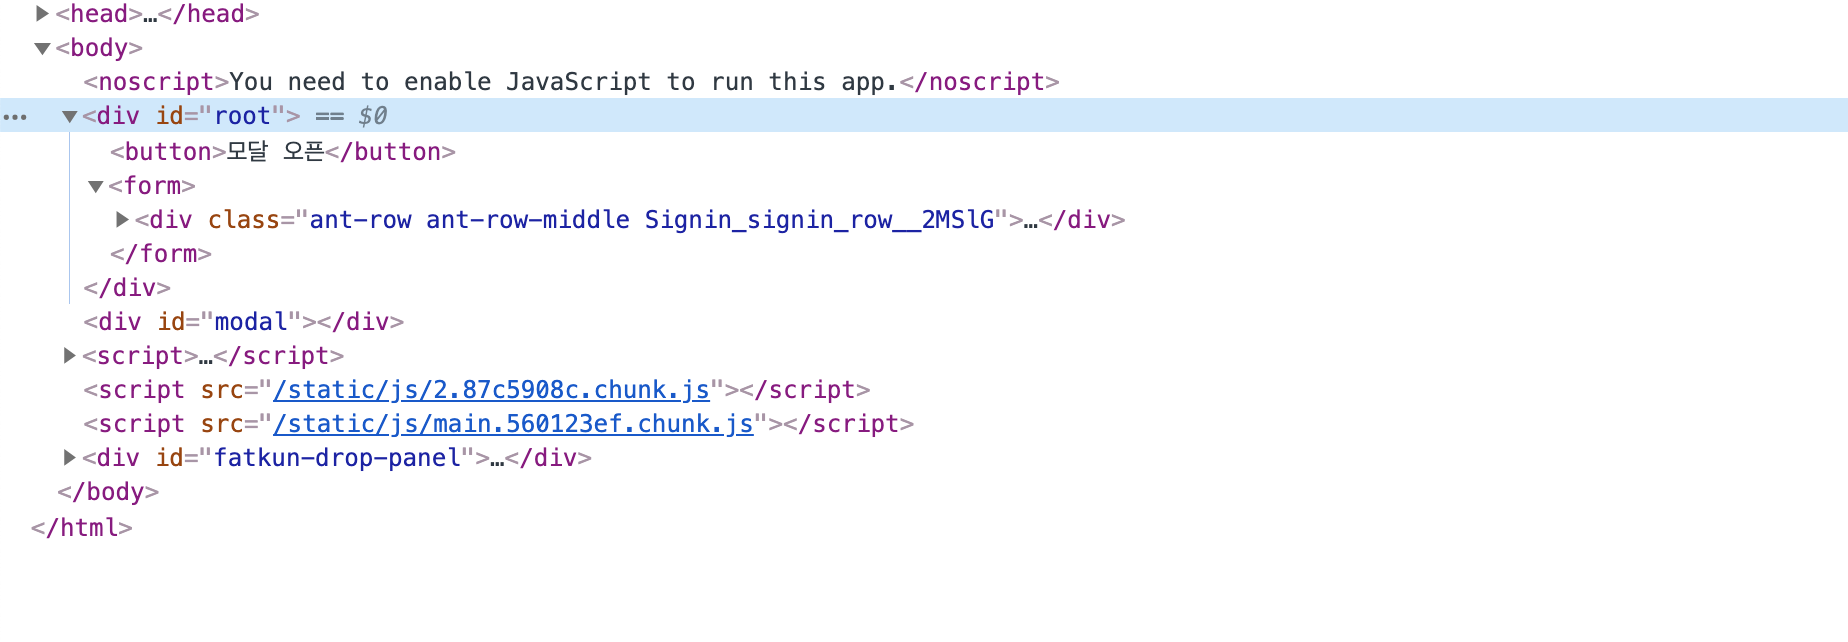 <head>…</head>
<body>
<noscript>You need to enable JavaScript to run this app.</noscript>
<div id="root"> == $0
<button>모달 오픈</button>
<form>
<div class="ant-row ant-row-middle Signin_signin_row__2MSlG">…</div>
</form>
</div>
<div id="modal"></div>
<script>…</script>
<script src="/static/js/2.87c5908c.chunk.js"></script>
<script src="/static/js/main.560123ef.chunk.js"></script>
<div id="fatkun-drop-panel">…</div>
</body>
</html>